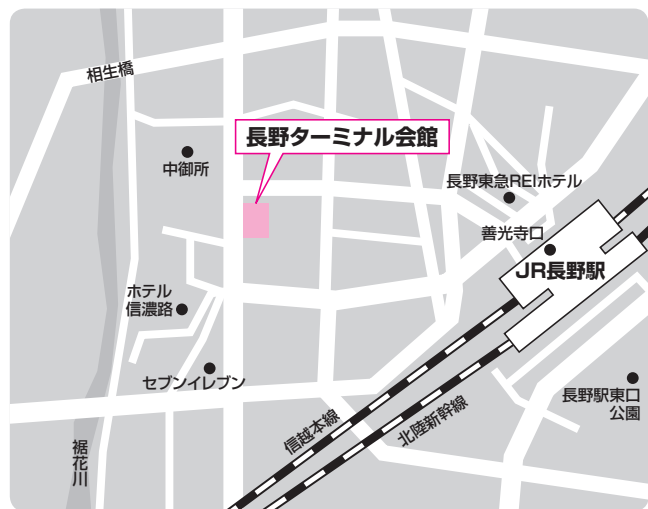 相生橋
長野ターミナル会館
中御所
長野東急REIホテル
善光寺口
JR長野駅
ホテル
信濃路
セブンイレブン
長野駅東口
公園
信越本線
北陸新幹線
裾花川